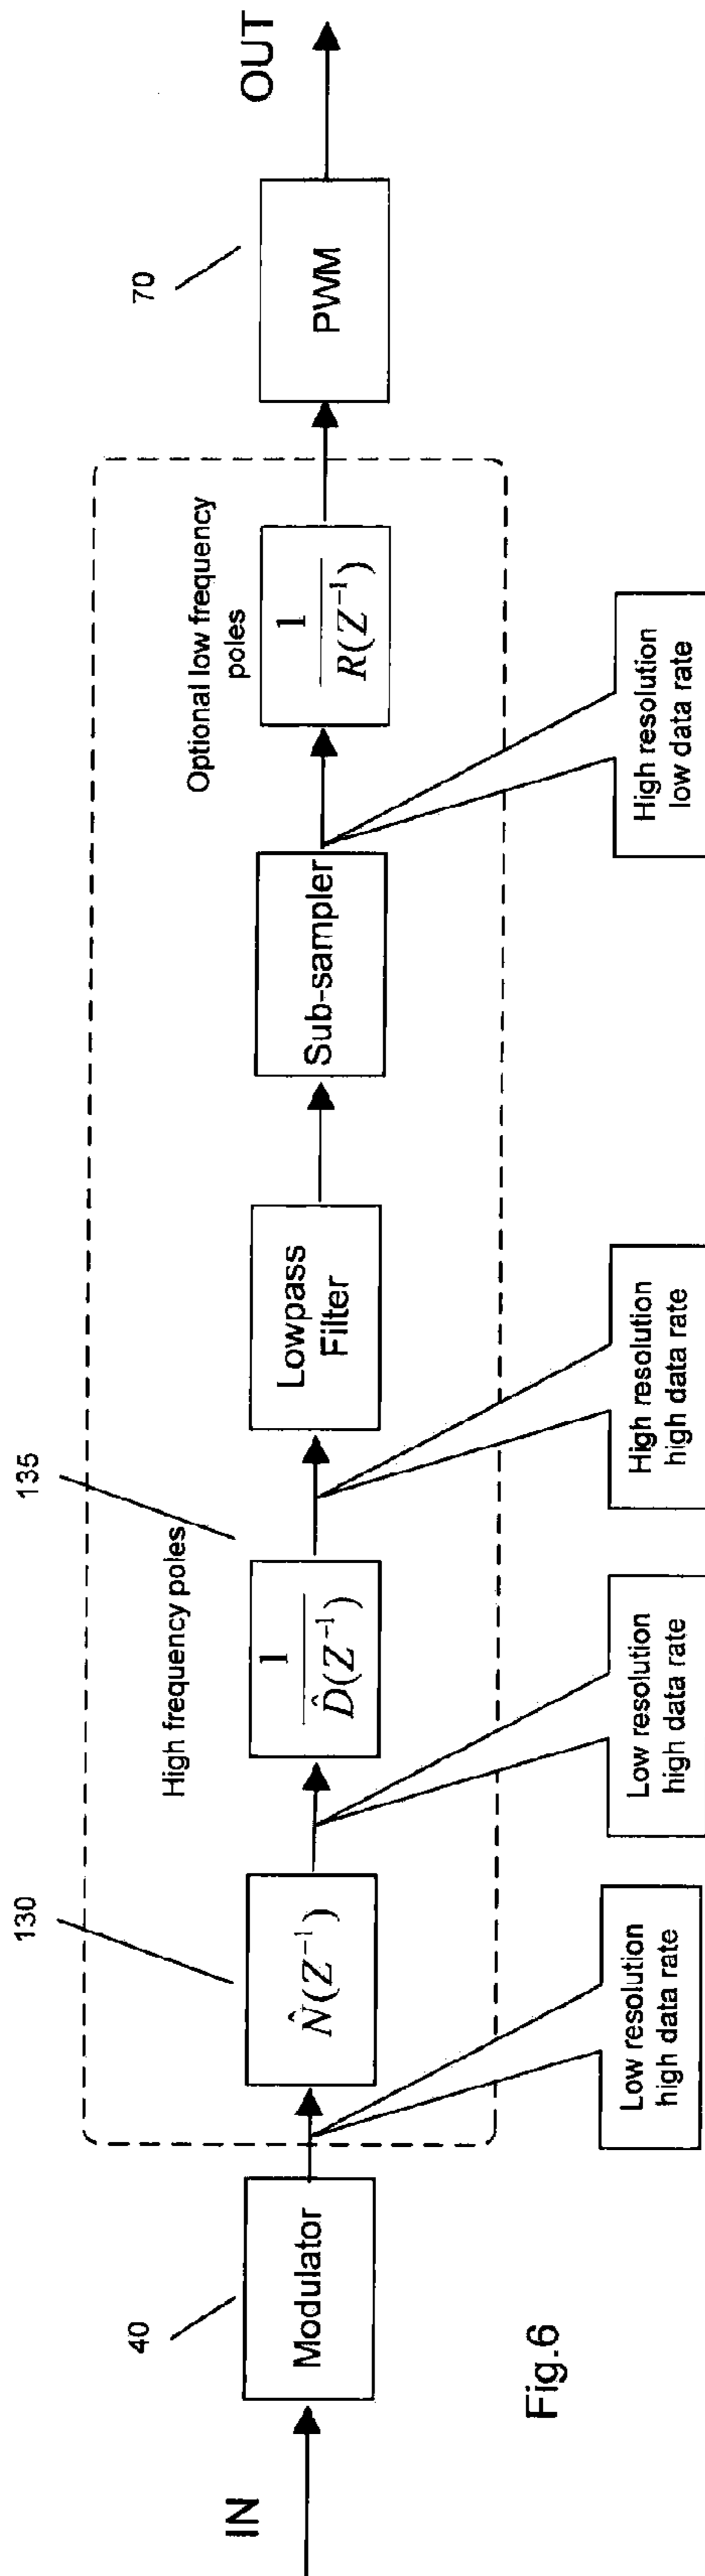 IN
40
Modulator
130
N̂(Z⁻¹)
High frequency poles
135
1
D̂(Z⁻¹)
Lowpass
Filter
Sub-sampler
Optional low frequency
poles
1
R(Z⁻¹)
70
PWM
OUT
Low resolution
high data rate
Low resolution
high data rate
High resolution
high data rate
High resolution
low data rate
Fig.6